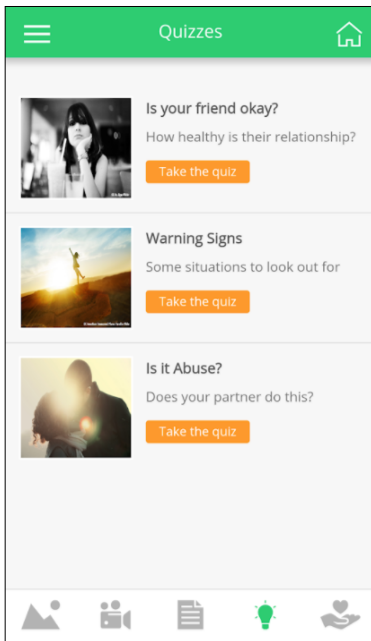 Quizzes
Is your friend okay?
How healthy is their relationship?
Take the quiz
Warning Signs
Some situations to look out for
Take the quiz
Is it Abuse?
Does your partner do this?
Take the quiz